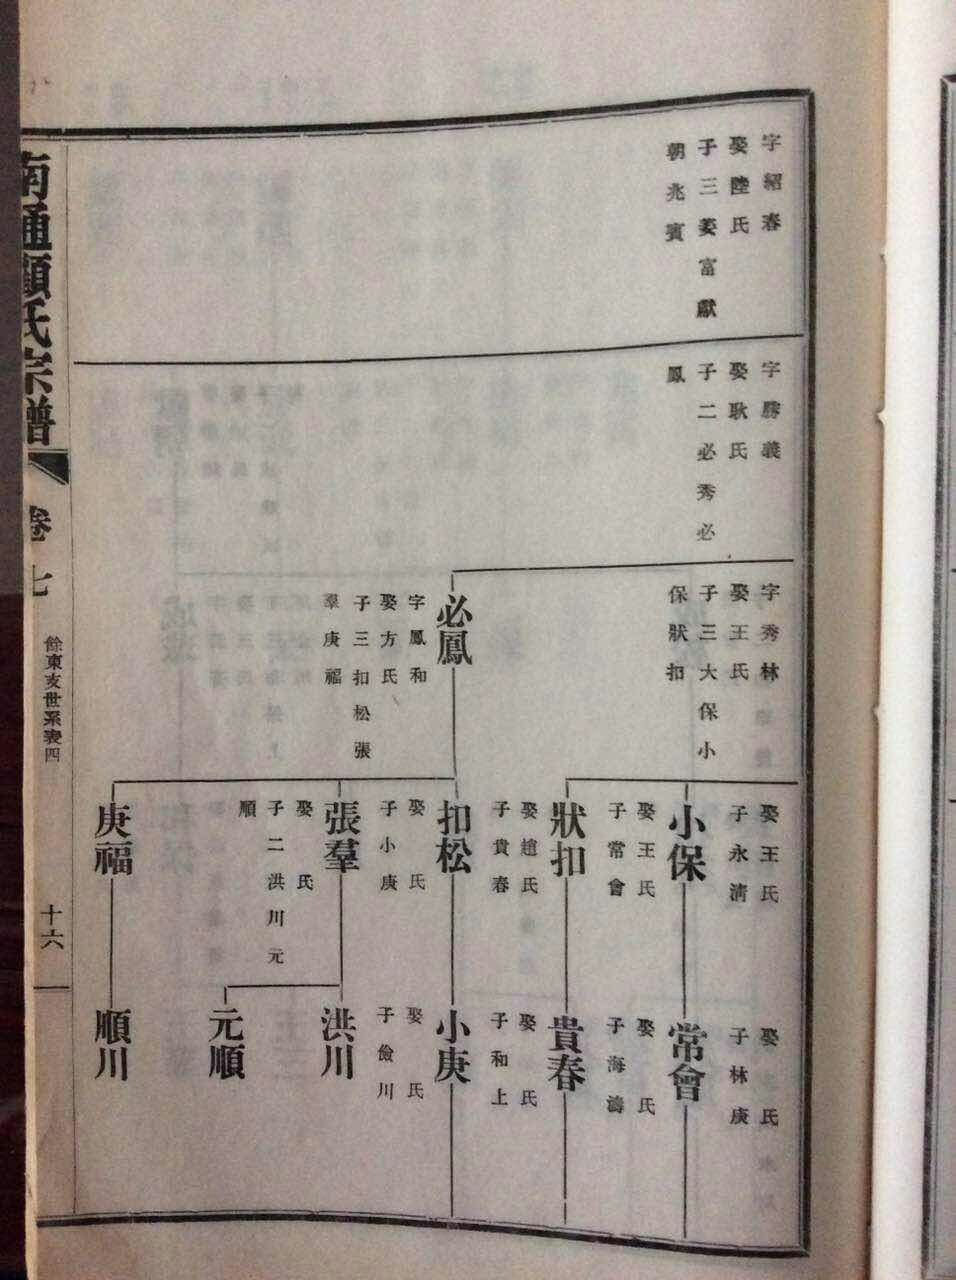 字紹春
娶陸氏
子三姜富獻
朝兆賓
字勝義
娶耿氏
子二必秀必
鳳
字秀林
娶王氏
子三大保小
保狀扣
必鳳
字鳳和
娶方氏
子三扣松張
羣庚福
娶王氏
子永清
小保
娶王氏
子常會
狀扣
娶趙氏
子貴春
扣松
娶 氏
子小庚
張羣
娶 氏
子二洪川元
順
庚福
娶 氏
子林庚
常會
娶 氏
子海濤
貴春
娶 氏
子和上
小庚
娶 氏
子儉川
洪川
元順
順川
南通顧氏宗譜
卷七
餘東支世系表四
十六